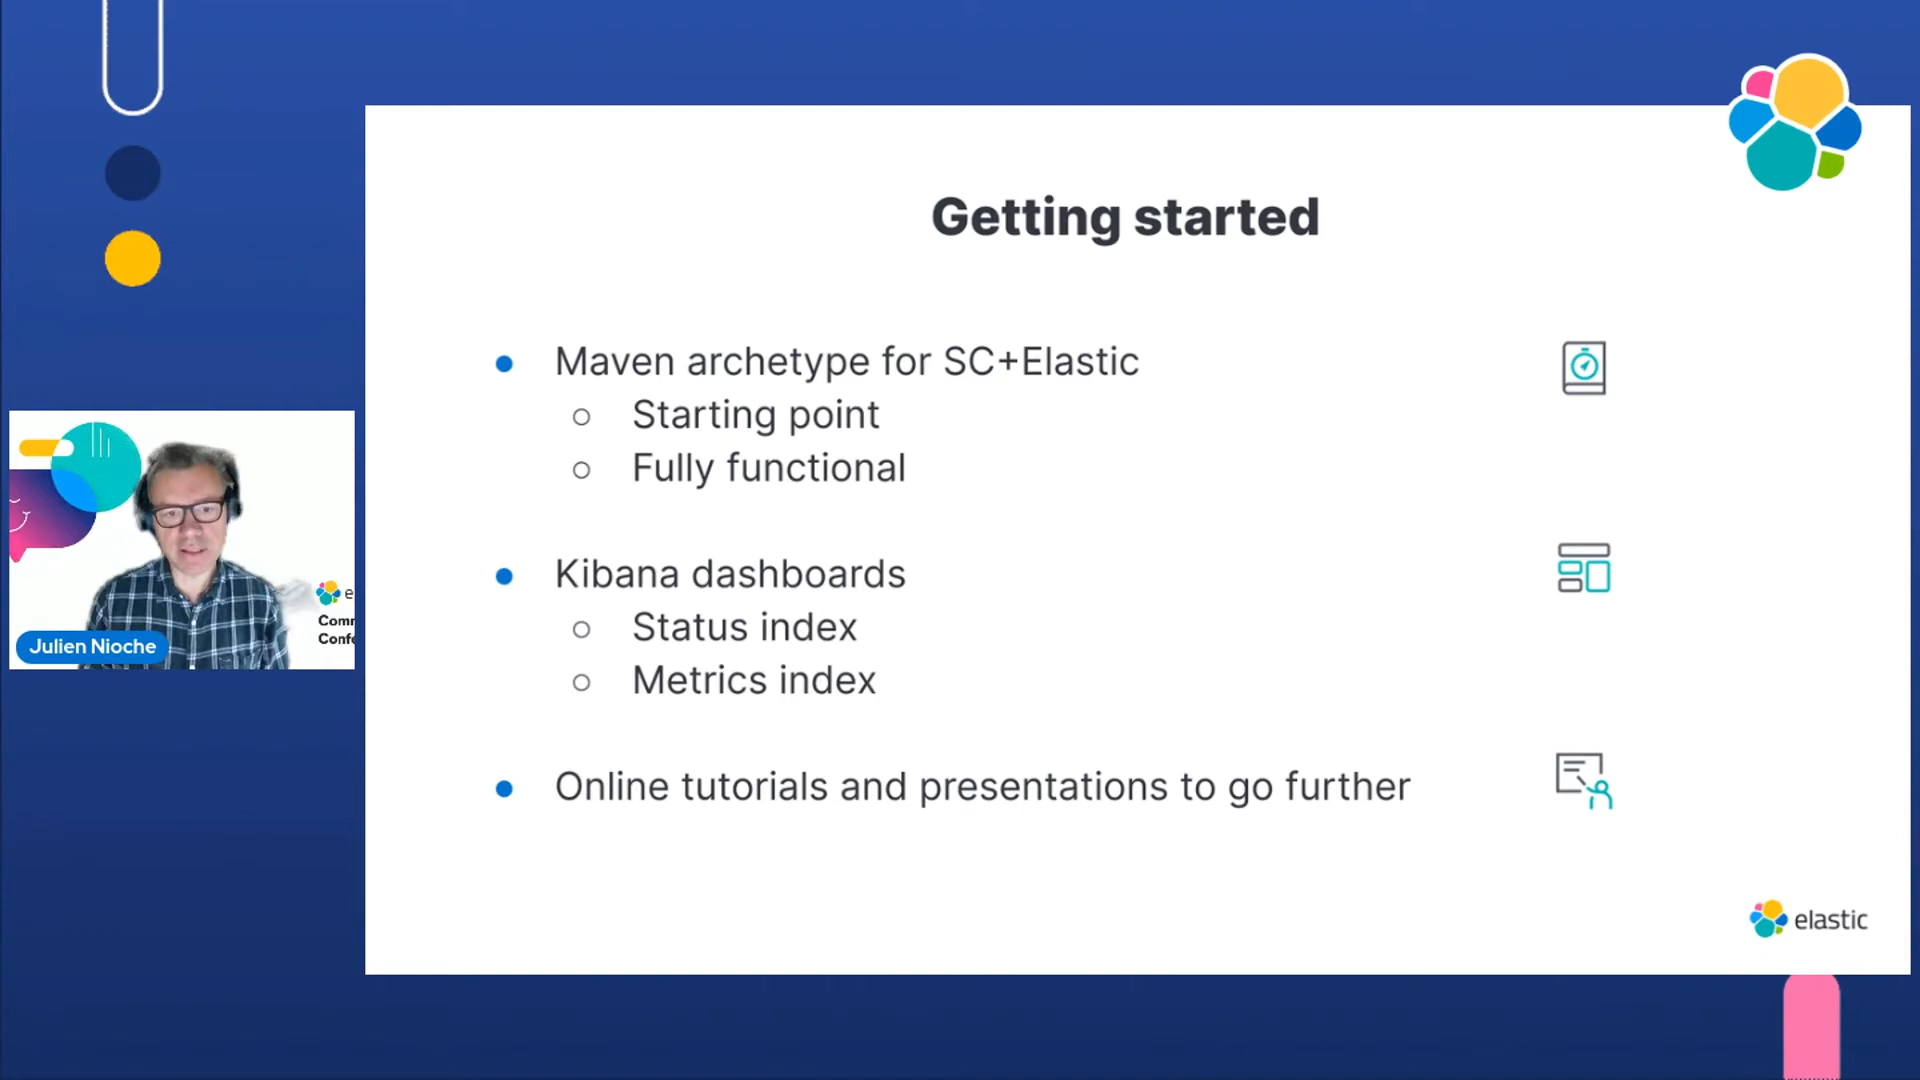 Getting started
Maven archetype for SC+Elastic
Starting point
Fully functional
Kibana dashboards
Status index
Metrics index
Online tutorials and presentations to go further
elastic
Julien Nioche